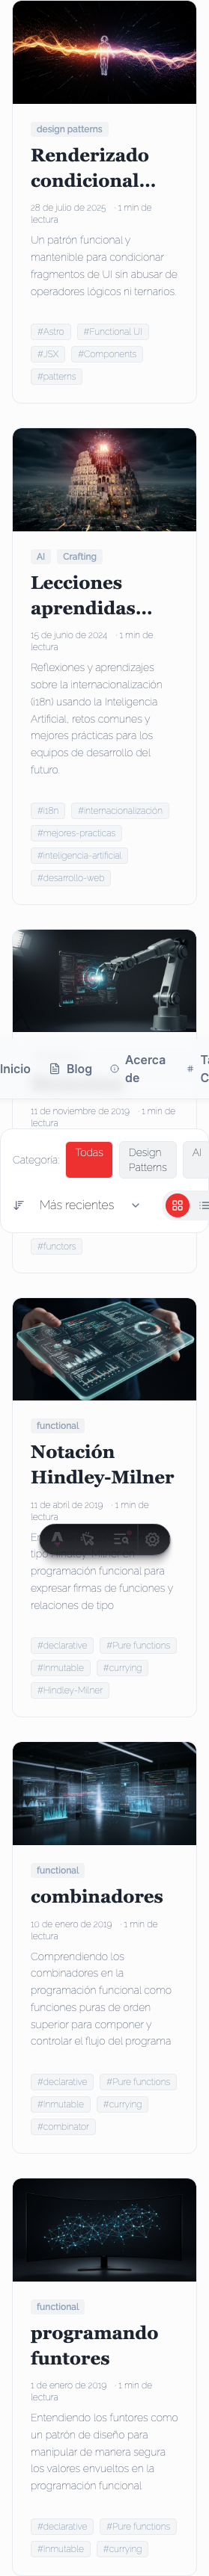 design patterns
Renderizado
condicional...
28 de julio de 2025 · 1 min de
lectura
Un patrón funcional y
mantenible para condicionar
fragmentos de UI sin abusar de
operadores lógicos ni ternarios.
#Astro #Functional UI
#JSX #Components
#patterns
AI Crafting
Lecciones
aprendidas...
15 de junio de 2024 · 1 min de
lectura
Reflexiones y aprendizajes
sobre la internacionalización
(i18n) usando la Inteligencia
Artificial, retos comunes y
mejores prácticas para los
equipos de desarrollo del
futuro.
#i18n #internacionalización
#mejores-practicas
#inteligencia-artificial
#desarrollo-web
Inicio Blog Acerca
de
11 de noviembre de 2019 · 1 min de
lectura
Categoría: Todas Design
Patterns AI
Más recientes
#functors
functional
Notación
Hindley-Milner
11 de abril de 2019 · 1 min de
lectura
programación funcional para
expresar firmas de funciones y
relaciones de tipo
#declarative #Pure functions
#inmutable #currying
#Hindley-Milner
functional
combinadores
10 de enero de 2019 · 1 min de
lectura
Comprendiendo los
combinadores en la
programación funcional como
funciones puras de orden
superior para componer y
controlar el flujo del programa
#declarative #Pure functions
#inmutable #currying
#combinator
functional
programando
funtores
1 de enero de 2019 · 1 min de
lectura
Entendiendo los funtores como
un patrón de diseño para
manipular de manera segura
los valores envueltos en la
programación funcional
#declarative #Pure functions
#inmutable #currying